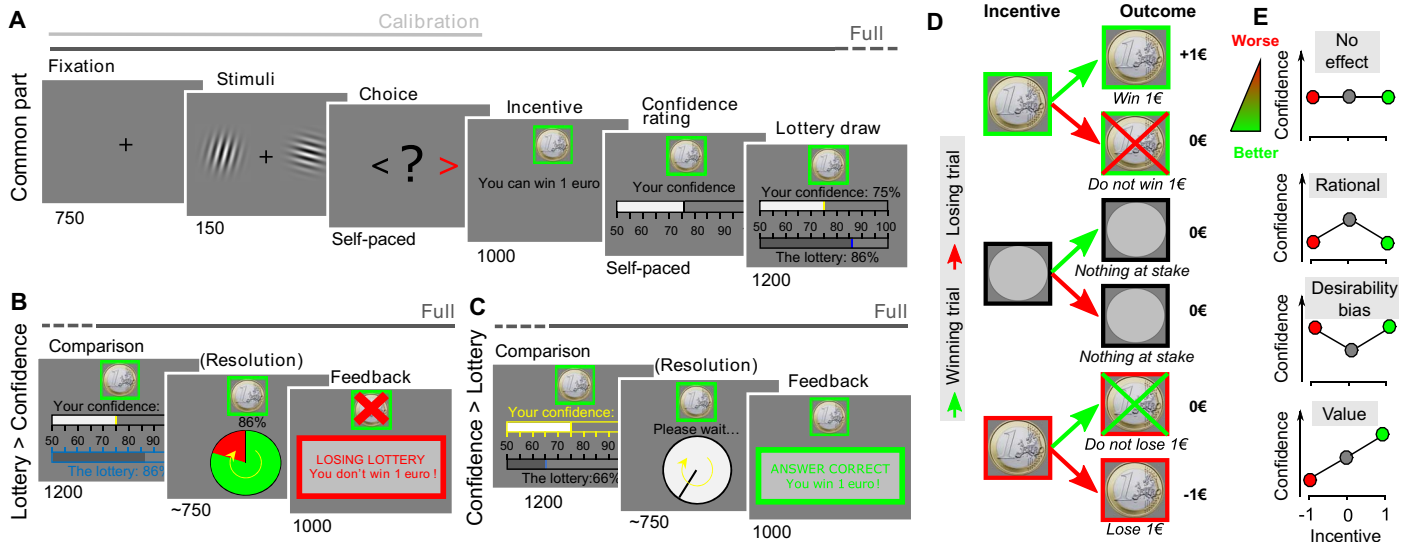 A
Calibration
Full
Common part
Fixation
+
750
Stimuli
+
150
Choice
< ? >
Self-paced
Incentive
You can win 1 euro
1000
Confidence
rating
Your confidence
50 60 70 80 90
Self-paced
Lottery draw
Your confidence: 75%
50 60 70 80 90 100
The lottery: 86%
1200
B
Full
Lottery > Confidence
Comparison
Your confidence:
50 60 70 80 90
The lottery: 86%
1200
(Resolution)
86%
~750
Feedback
LOSING LOTTERY
You don't win 1 euro !
1000
C
Full
Confidence > Lottery
Comparison
Your confidence:
50 60 70 80 90
The lottery:66%
1200
(Resolution)
Please wait...
~750
Feedback
ANSWER CORRECT
You win 1 euro !
1000
D
Incentive
Outcome
Winning trial
Losing trial
+1€
Win 1€
0€
Do not win 1€
0€
Nothing at stake
0€
Nothing at stake
0€
Do not lose 1€
-1€
Lose 1€
E
Worse
Better
No
effect
Confidence
Rational
Confidence
Desirability
bias
Confidence
Value
Confidence
-1 0 1
Incentive